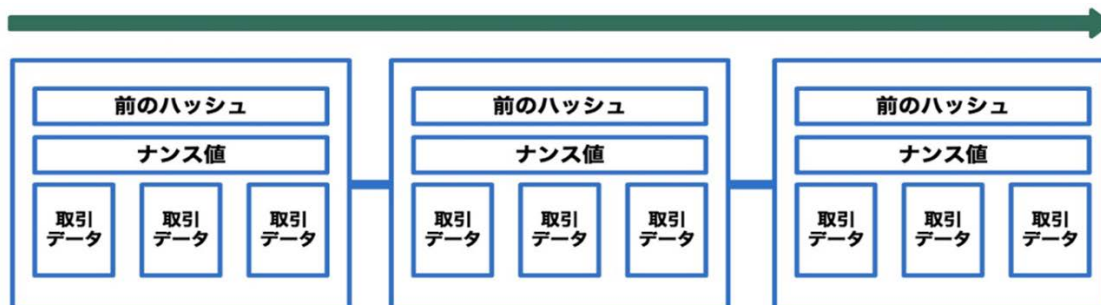 前のハッシュ
ナンス値
取引
データ
取引
データ
取引
データ
前のハッシュ
ナンス値
取引
データ
取引
データ
取引
データ
前のハッシュ
ナンス値
取引
データ
取引
データ
取引
データ